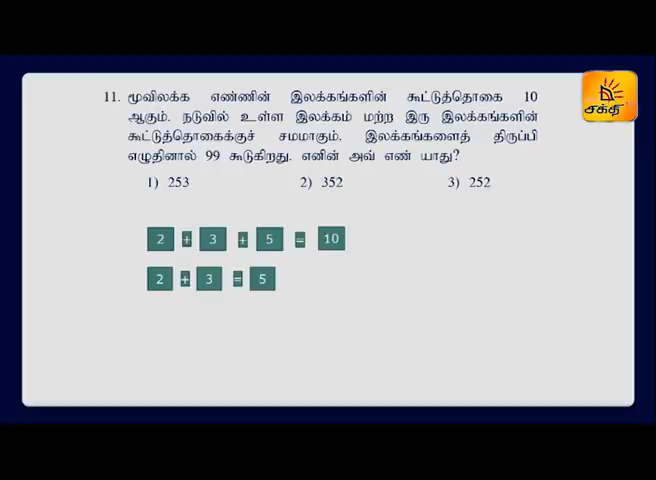 11. மூவிலக்க எண்ணின் இலக்கங்களின் கூட்டுத்தொகை 10
ஆகும். நடுவில் உள்ள இலக்கம் மற்ற இரு இலக்கங்களின்
கூட்டுத்தொகைக்குச் சமமாகும். இலக்கங்களைத் திருப்பி
எழுதினால் 99 கூடுகிறது. எனின் அவ் எண் யாது?
1) 253 2) 352 3) 252
2 + 3 + 5 = 10
2 + 3 = 5
சக்தி